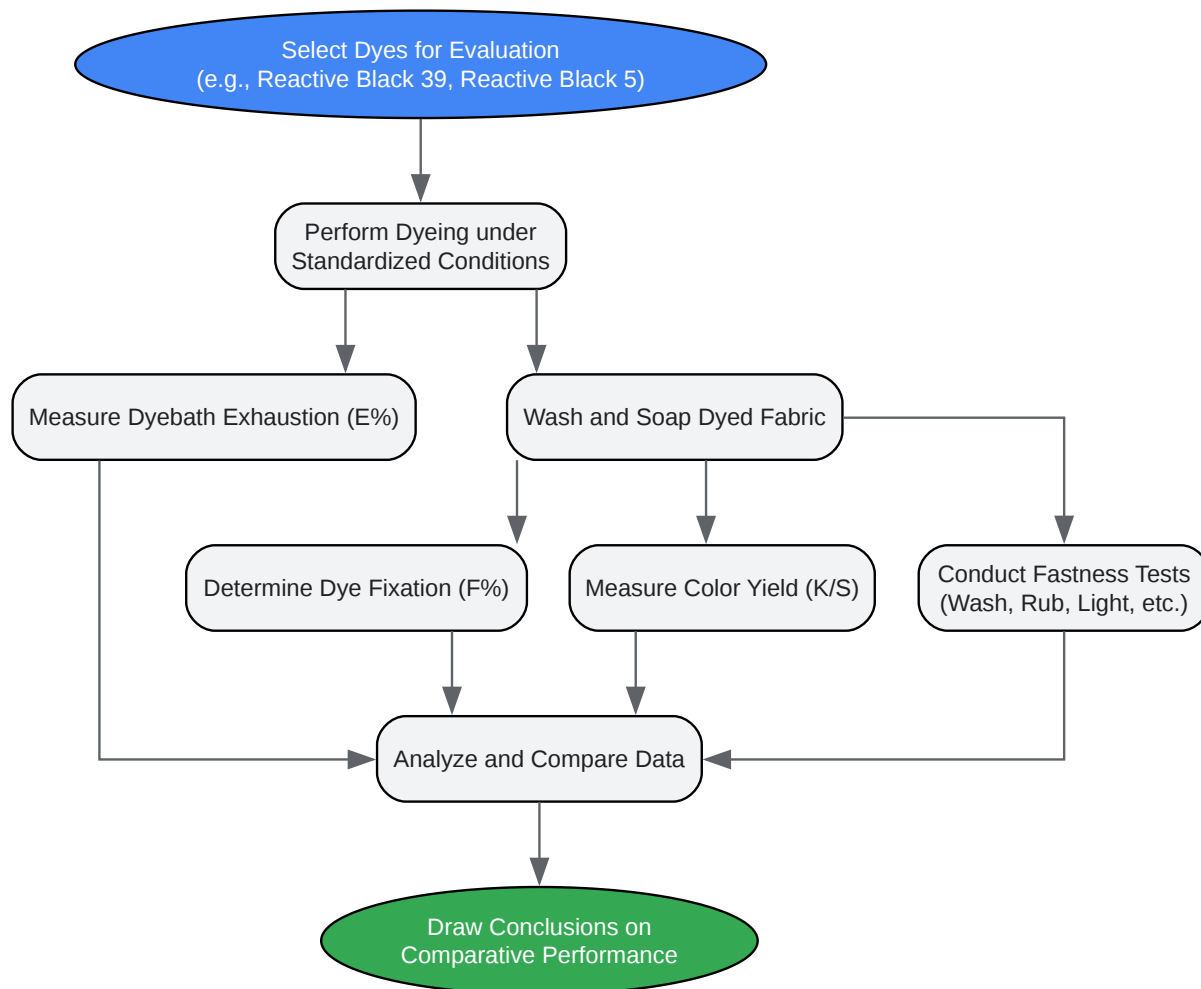 Select Dyes for Evaluation
(e.g., Reactive Black 39, Reactive Black 5)
Perform Dyeing under
Standardized Conditions
Measure Dyebath Exhaustion (E%)
Wash and Soap Dyed Fabric
Determine Dye Fixation (F%)
Measure Color Yield (K/S)
Conduct Fastness Tests
(Wash, Rub, Light, etc.)
Analyze and Compare Data
Draw Conclusions on
Comparative Performance